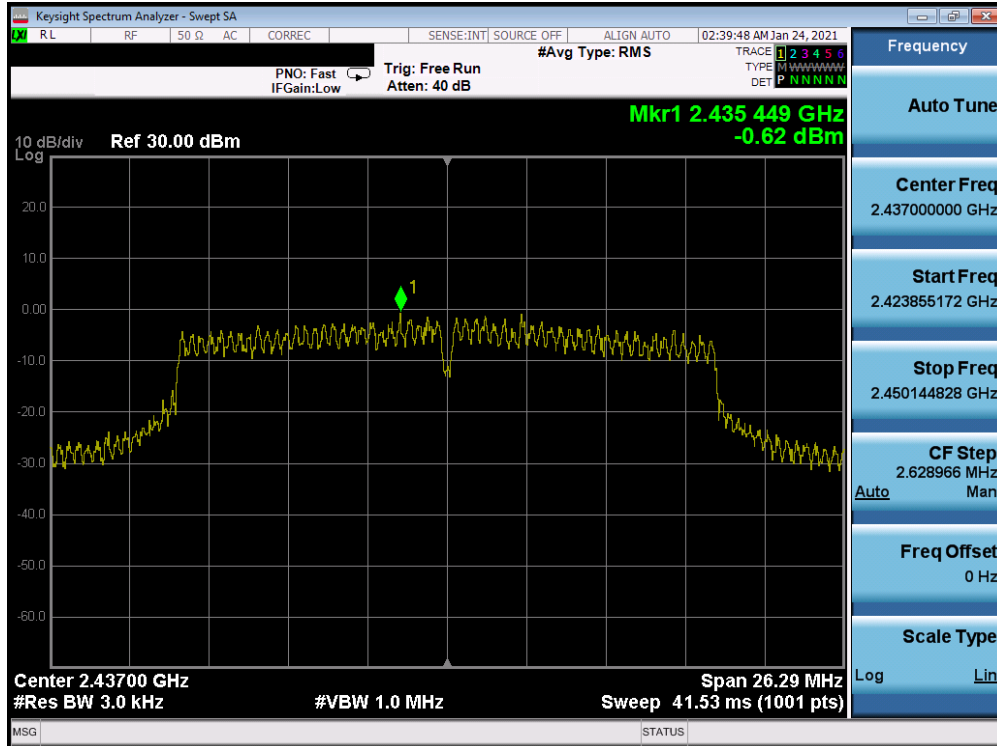 Keysight Spectrum Analyzer - Swept SA
LXI RL RF 50 Ω AC CORREC SENSE:INT SOURCE OFF ALIGN AUTO 02:39:48 AM Jan 24, 2021
#Avg Type: RMS
TRACE 1 2 3 4 5 6
TYPE M WWWWW
DET P N N N N N
PNO: Fast
IFGain:Low
Trig: Free Run
Atten: 40 dB
Mkr1 2.435 449 GHz
-0.62 dBm
10 dB/div
Log
Ref 30.00 dBm
20.0
10.0
0.00
-10.0
-20.0
-30.0
-40.0
-50.0
-60.0
1
Center 2.43700 GHz
Span 26.29 MHz
#Res BW 3.0 kHz
#VBW 1.0 MHz
Sweep 41.53 ms (1001 pts)
MSG
STATUS
Frequency
Auto Tune
Center Freq
2.437000000 GHz
Start Freq
2.423855172 GHz
Stop Freq
2.450144828 GHz
CF Step
2.628966 MHz
Auto Man
Freq Offset
0 Hz
Scale Type
Log Lin